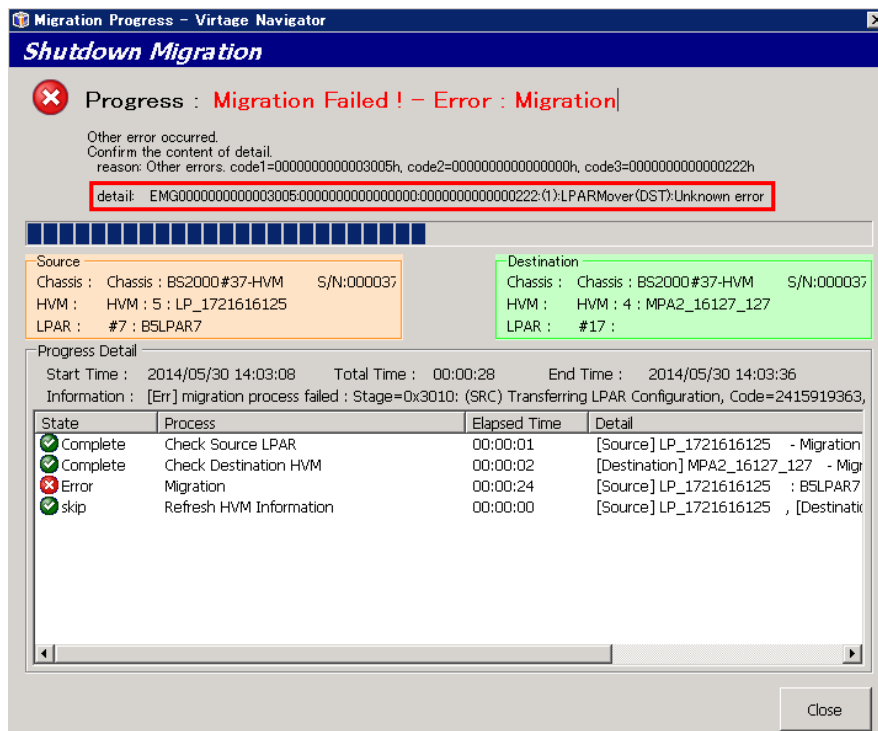 Migration Progress - Virtage Navigator
Shutdown Migration
Progress : Migration Failed ! - Error : Migration
Other error occurred.
Confirm the content of detail.
reason: Other errors. code1=0000000000003005h, code2=0000000000000000h, code3=0000000000000222h
detail: EMG0000000000003005:0000000000000000:0000000000000222:(1):LPARMover(DST):Unknown error
Source
Chassis : Chassis : BS2000#37-HVM S/N:000037
HVM : HVM : 5 : LP_1721616125
LPAR : #7 : B5LPAR7
Destination
Chassis : Chassis : BS2000#37-HVM S/N:000037
HVM : HVM : 4 : MPA2_16127_127
LPAR : #17 :
Progress Detail
Start Time : 2014/05/30 14:03:08 Total Time : 00:00:28 End Time : 2014/05/30 14:03:36
Information : [Err] migration process failed : Stage=0x3010: (SRC) Transferring LPAR Configuration, Code=2415919363,
State Process Elapsed Time Detail
Complete Check Source LPAR 00:00:01 [Source] LP_1721616125 - Migration
Complete Check Destination HVM 00:00:02 [Destination] MPA2_16127_127 - Migr
Error Migration 00:00:24 [Source] LP_1721616125 : B5LPAR7
skip Refresh HVM Information 00:00:00 [Source] LP_1721616125 , [Destinatio
Close